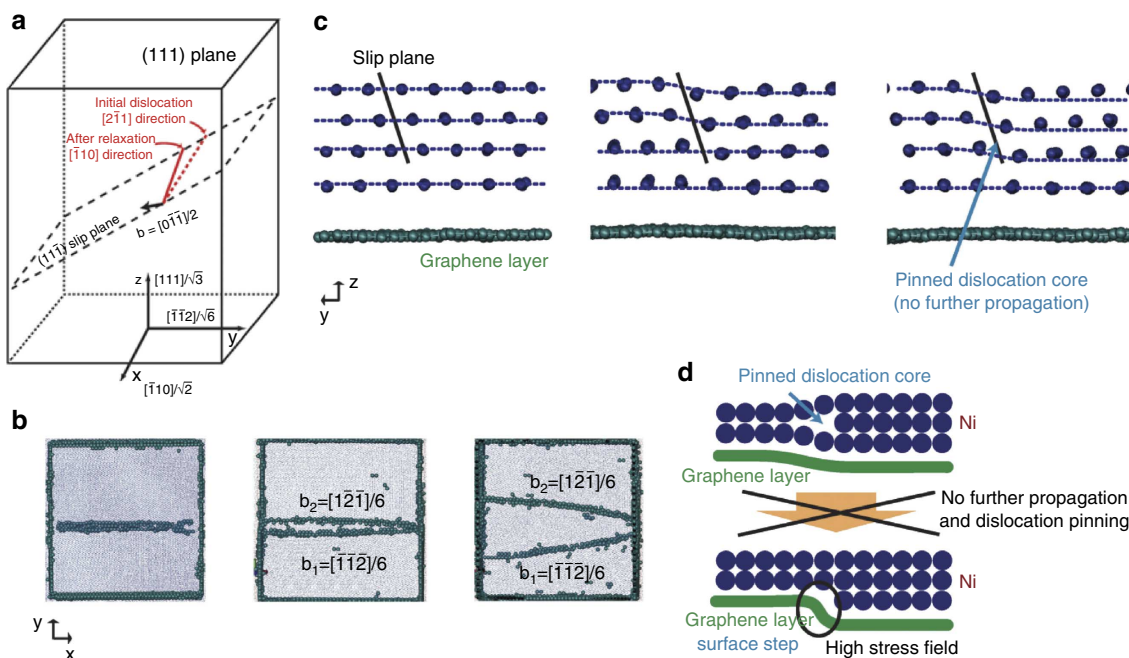 a
(111) plane
Initial dislocation
[2̄1̄1] direction
After relaxation
[1̄10] direction
b = [01̄1̄]/2
(111̄) slip plane
z
[111]/√3
[1̄1̄2]/√6
y
x
[1̄10]/√2
b
b₂=[12̄1̄]/6
b₁=[1̄1̄2̄]/6
b₂=[12̄1̄]/6
b₁=[1̄1̄2̄]/6
y
x
c
Slip plane
Graphene layer
z
y
Pinned dislocation core
(no further propagation)
d
Pinned dislocation core
Ni
Graphene layer
No further propagation
and dislocation pinning
Ni
Graphene layer
surface step
High stress field